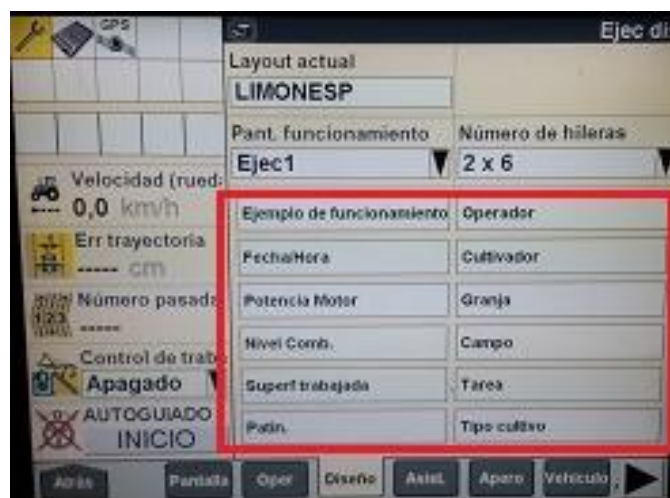 GPS
Ejec di
Layout actual
LIMONESP
Pant. funcionamiento
Número de hileras
Ejec1
2 x 6
Velocidad (rued
0,0 km/h
Err trayectoria
----- cm
Número pasada
-----
Control de trab
Apagado
AUTOGUIADO
INICIO
Ejemplo de funcionamiento
Operador
Fecha/Hora
Cultivador
Potencia Motor
Granja
Nivel Comb.
Campo
Superf trabajada
Tarea
Patin.
Tipo cultivo
Atrás
Pantalla
Oper
Diseño
Asist.
Apero
Vehículo